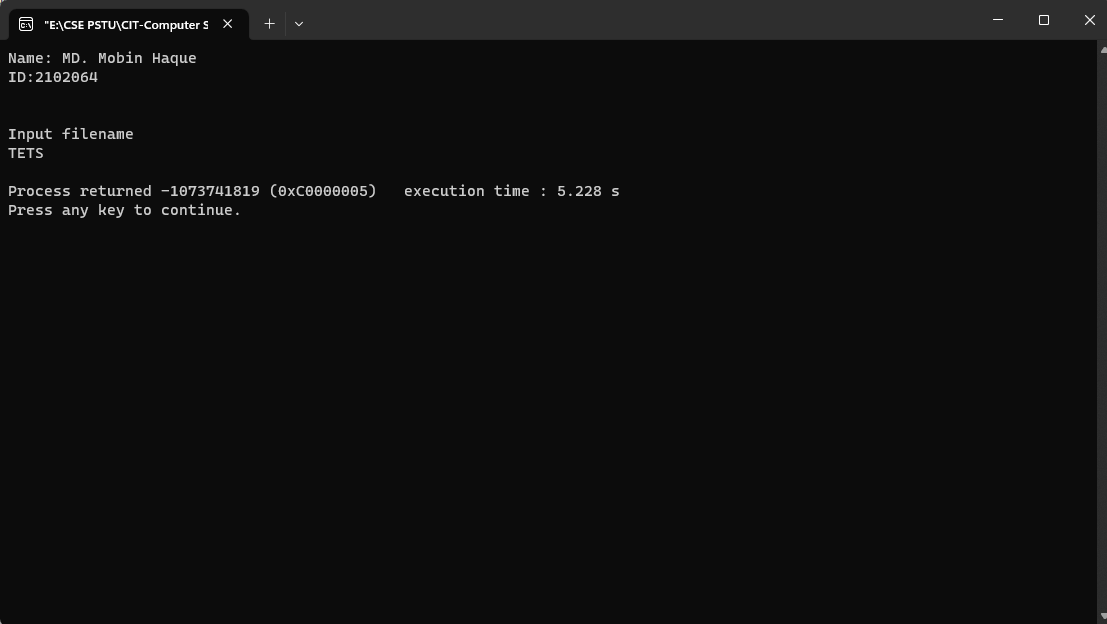 "E:\CSE PSTU\CIT-Computer S
Name: MD. Mobin Haque
ID:2102064
Input filename
TETS
Process returned -1073741819 (0xC0000005)   execution time : 5.228 s
Press any key to continue.